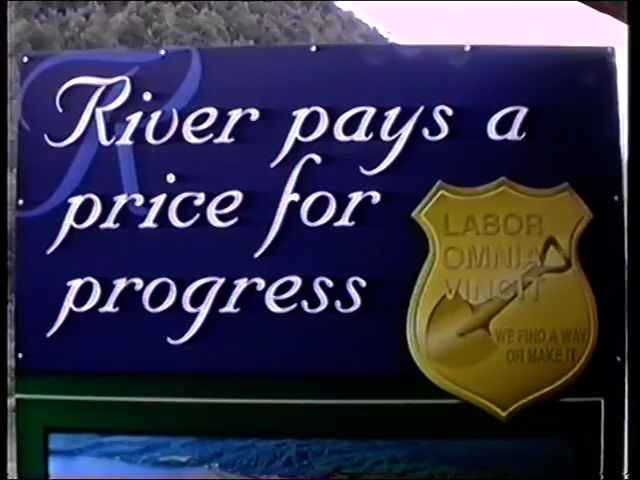 River pays a
price for
progress
LABOR
OMNIA
VINCIT
WE FIND A WAY
OR MAKE IT